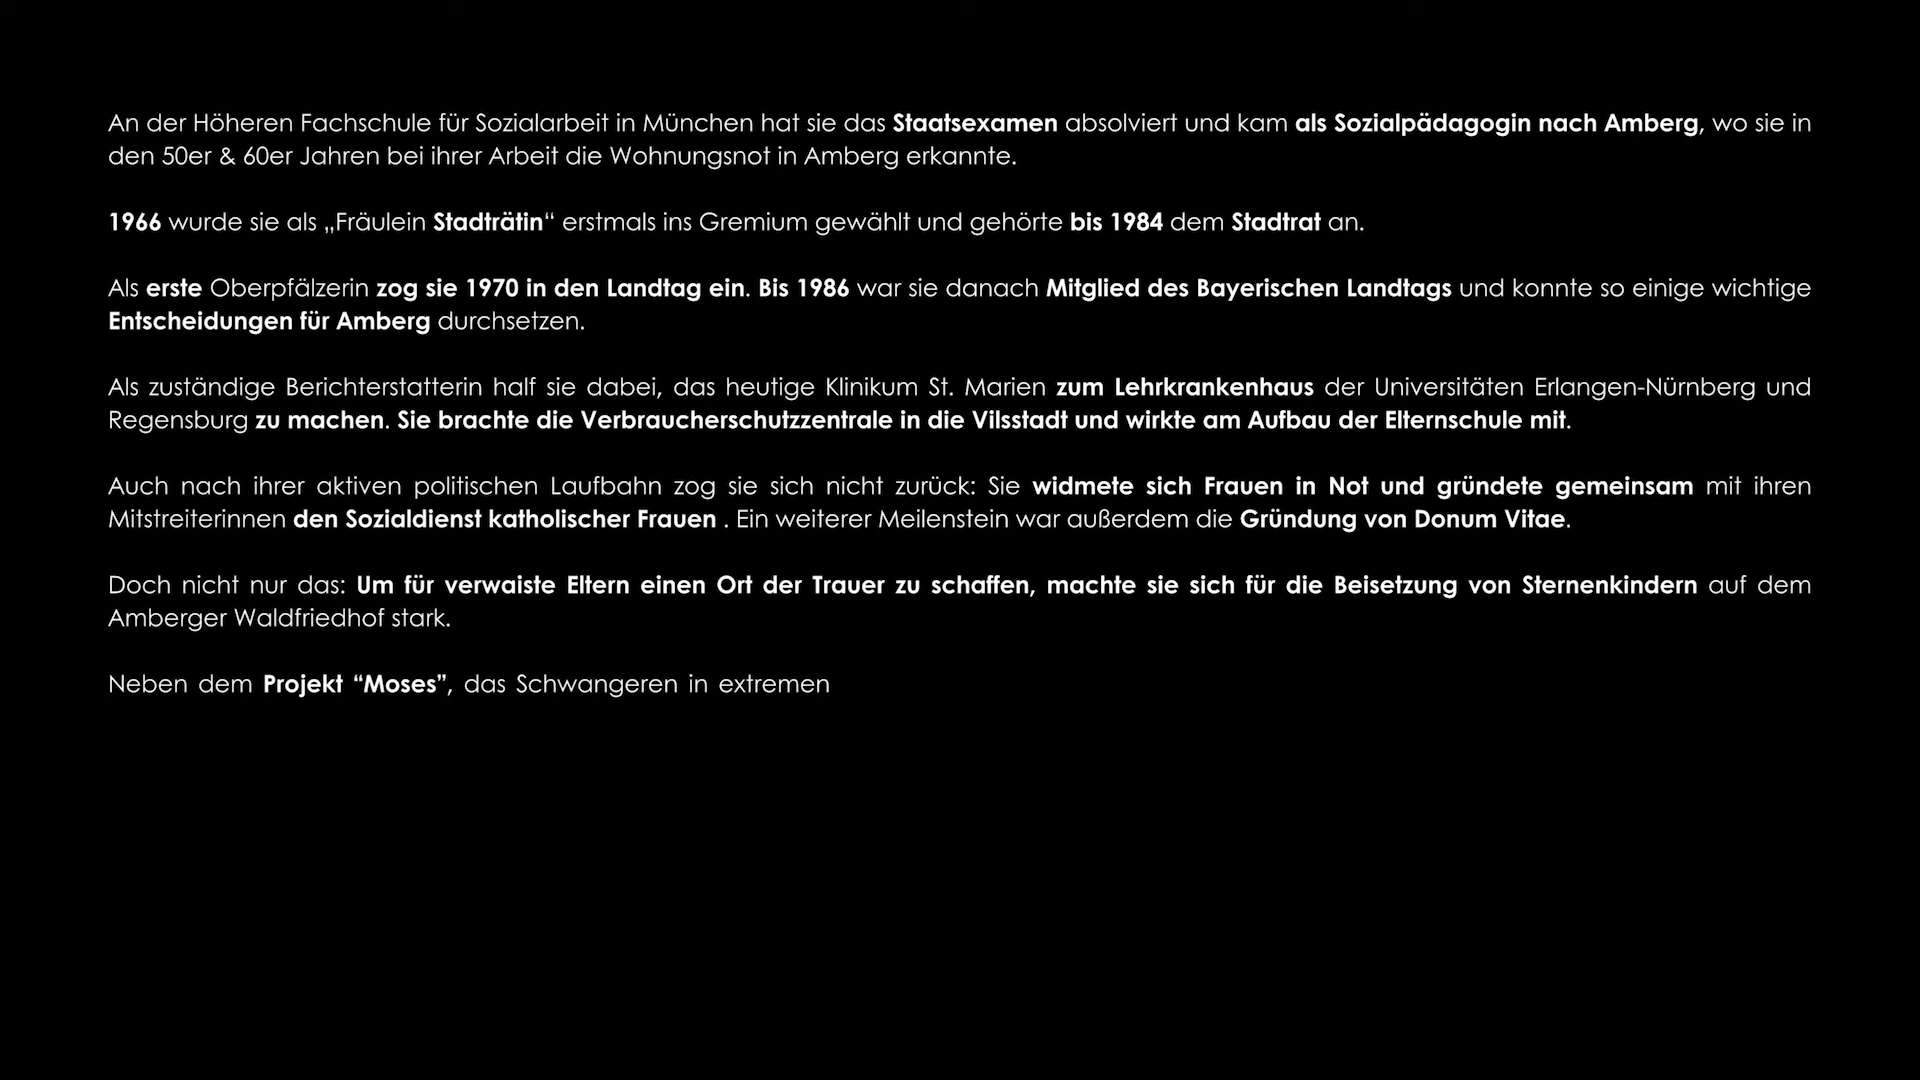 An der Höheren Fachschule für Sozialarbeit in München hat sie das Staatsexamen absolviert und kam als Sozialpädagogin nach Amberg, wo sie in
den 50er & 60er Jahren bei ihrer Arbeit die Wohnungsnot in Amberg erkannte.
1966 wurde sie als „Fräulein Stadträtin“ erstmals ins Gremium gewählt und gehörte bis 1984 dem Stadtrat an.
Als erste Oberpfälzerin zog sie 1970 in den Landtag ein. Bis 1986 war sie danach Mitglied des Bayerischen Landtags und konnte so einige wichtige
Entscheidungen für Amberg durchsetzen.
Als zuständige Berichterstatterin half sie dabei, das heutige Klinikum St. Marien zum Lehrkrankenhaus der Universitäten Erlangen-Nürnberg und
Regensburg zu machen. Sie brachte die Verbraucherschutzzentrale in die Vilsstadt und wirkte am Aufbau der Elternschule mit.
Auch nach ihrer aktiven politischen Laufbahn zog sie sich nicht zurück: Sie widmete sich Frauen in Not und gründete gemeinsam mit ihren
Mitstreiterinnen den Sozialdienst katholischer Frauen . Ein weiterer Meilenstein war außerdem die Gründung von Donum Vitae.
Doch nicht nur das: Um für verwaiste Eltern einen Ort der Trauer zu schaffen, machte sie sich für die Beisetzung von Sternenkindern auf dem
Amberger Waldfriedhof stark.
Neben dem Projekt “Moses”, das Schwangeren in extremen